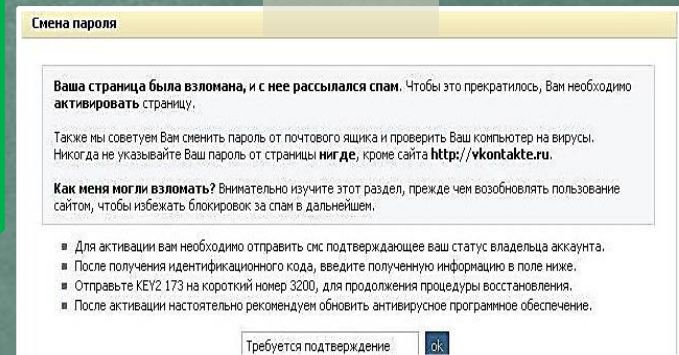 Смена пароля
Ваша страница была взломана, и с нее рассылался спам. Чтобы это прекратилось, Вам необходимо
активировать страницу.
Также мы советуем Вам сменить пароль от почтового ящика и проверить Ваш компьютер на вирусы.
Никогда не указывайте Ваш пароль от страницы нигде, кроме сайта http://vkontakte.ru.
Как меня могли взломать? Внимательно изучите этот раздел, прежде чем возобновлять пользование
сайтом, чтобы избежать блокировок за спам в дальнейшем.
Для активации вам необходимо отправить смс подтверждающее ваш статус владельца аккаунта.
После получения идентификационного кода, введите полученную информацию в поле ниже.
Отправьте KEY2 173 на короткий номер 3200, для продолжения процедуры восстановления.
После активации настоятельно рекомендуем обновить антивирусное программное обеспечение.
Требуется подтверждение ok